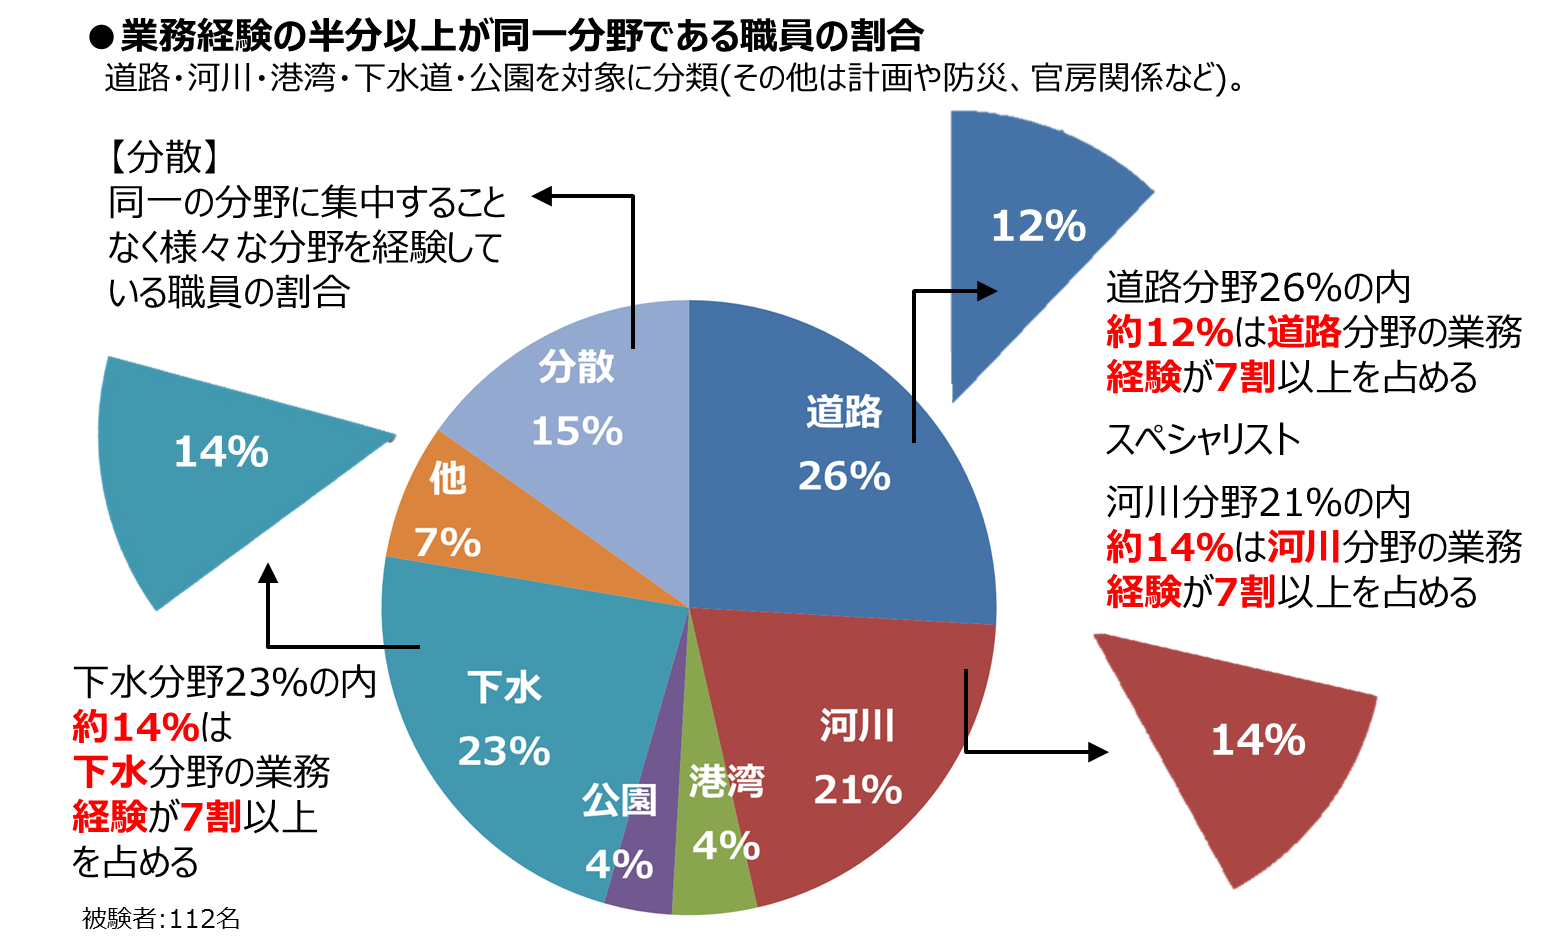 ●業務経験の半分以上が同一分野である職員の割合
道路・河川・港湾・下水道・公園を対象に分類(その他は計画や防災、官房関係など)。
【分散】
同一の分野に集中すること
なく様々な分野を経験して
いる職員の割合
12%
道路分野26%の内
約12%は道路分野の業務
経験が7割以上を占める
スペシャリスト
河川分野21%の内
約14%は河川分野の業務
経験が7割以上を占める
14%
14%
分散
15%
道路
26%
他
7%
下水
23%
河川
21%
公園
4%
港湾
4%
下水分野23%の内
約14%は
下水分野の業務
経験が7割以上
を占める
被験者:112名